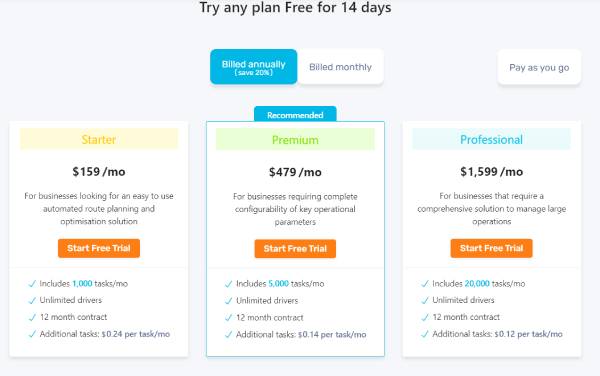 Try any plan Free for 14 days
Billed annually
(save 20%)
Billed monthly
Pay as you go
Recommended
Starter
$159 /mo
For businesses looking for an easy to use
automated route planning and
optimisation solution
Start Free Trial
Includes 1,000 tasks/mo
Unlimited drivers
12 month contract
Additional tasks: $0.24 per task/mo
Premium
$479 /mo
For businesses requiring complete
configurability of key operational
parameters
Start Free Trial
Includes 5,000 tasks/mo
Unlimited drivers
12 month contract
Additional tasks: $0.14 per task/mo
Professional
$1,599 /mo
For businesses that require a
comprehensive solution to manage large
operations
Start Free Trial
Includes 20,000 tasks/mo
Unlimited drivers
12 month contract
Additional tasks: $0.12 per task/mo